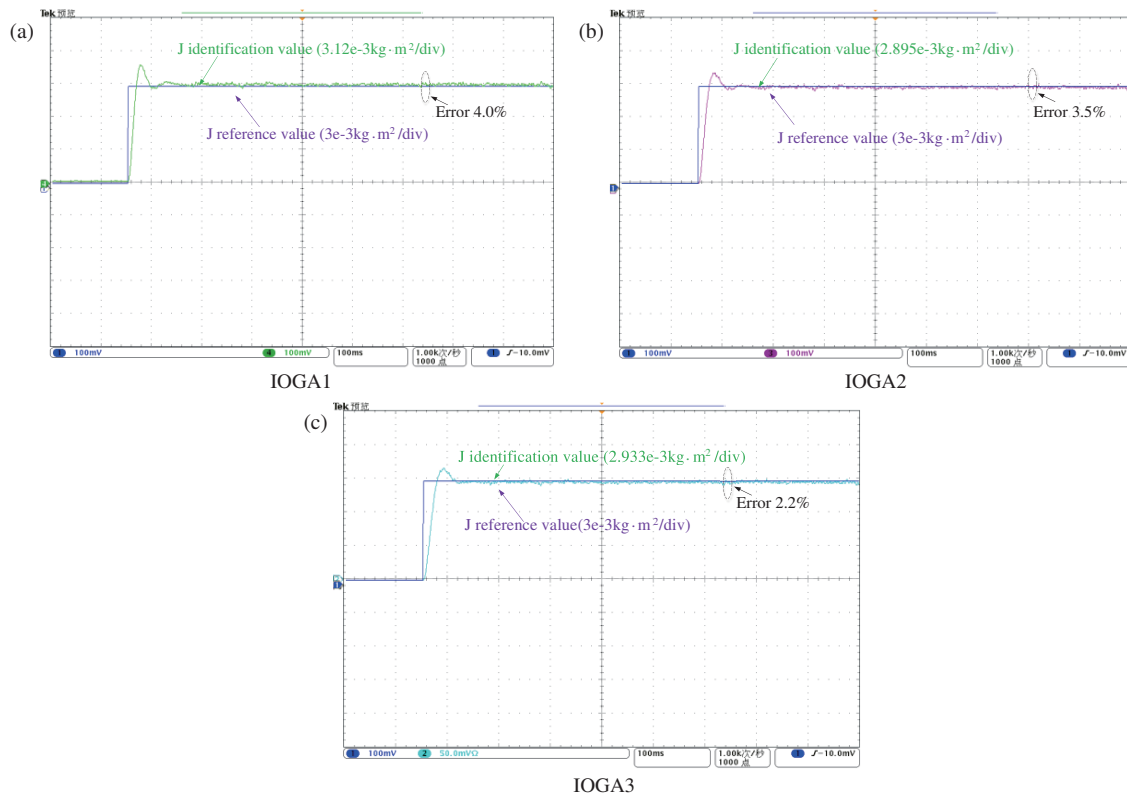 Tek 预览
(a)
J identification value (3.12e-3kg·m²/div)
Error 4.0%
J reference value (3e-3kg·m²/div)
1 100mV 4 100mV 100ms 1.00k次/秒 1000 点 1 ∫-10.0mV
IOGA1
Tek 预览
(b)
J identification value (2.895e-3kg·m²/div)
Error 3.5%
J reference value (3e-3kg·m²/div)
1
1 100mV 3 100mV 100ms 1.00k次/秒 1000 点 1 ∫-10.0mV
IOGA2
Tek 预览
(c)
J identification value (2.933e-3kg·m²/div)
Error 2.2%
J reference value(3e-3kg·m²/div)
1
1 100mV 2 50.0mVΩ 100ms 1.00k次/秒 1000 点 1 ∫-10.0mV
IOGA3